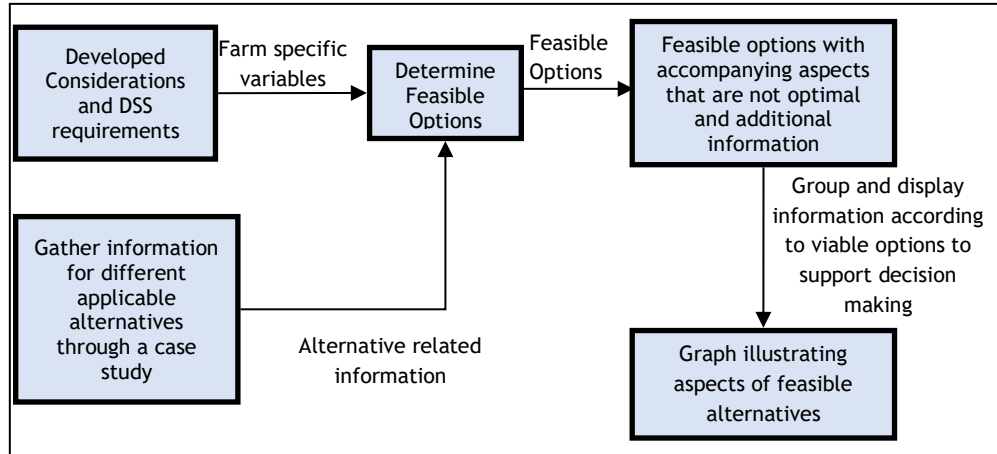 Developed
Considerations
and DSS
requirements
Farm specific
variables
Determine
Feasible
Options
Feasible
Options
Feasible options with
accompanying aspects
that are not optimal
and additional
information
Group and display
information according
to viable options to
support decision
making
Gather information
for different
applicable
alternatives
through a case
study
Alternative related
information
Graph illustrating
aspects of feasible
alternatives